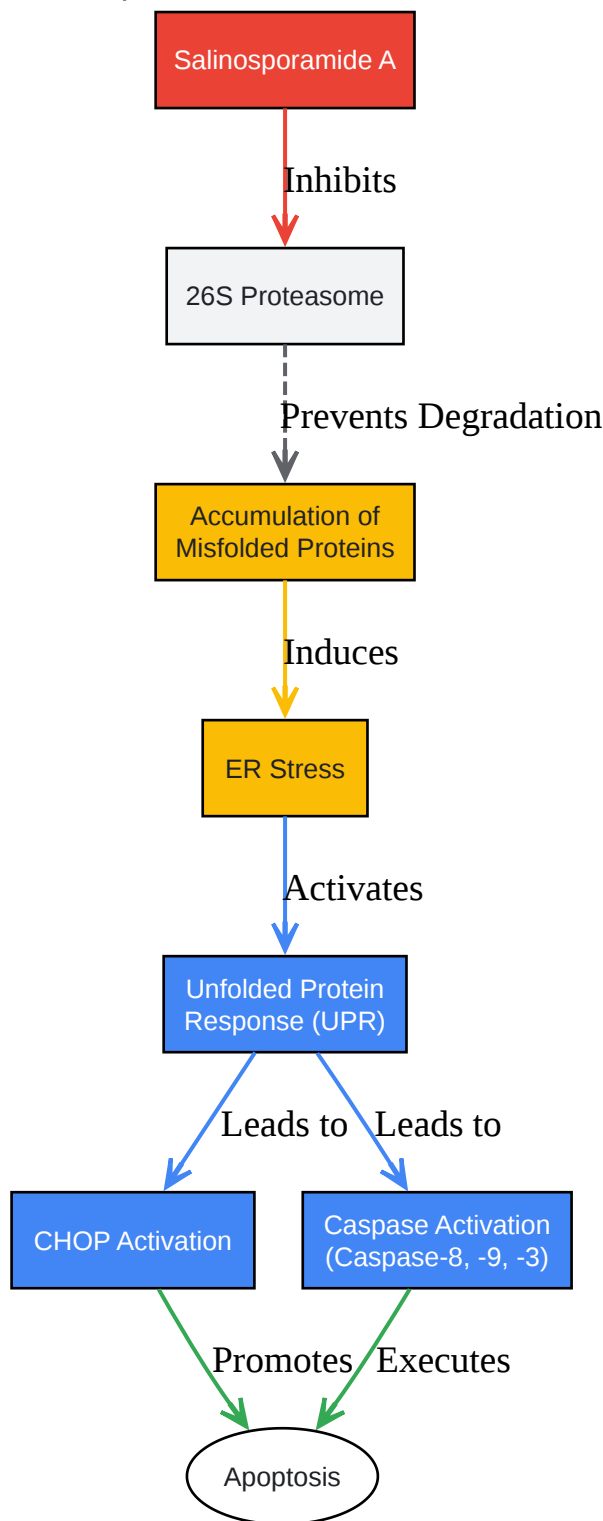 Salinosporamide A
Inhibits
26S Proteasome
Prevents Degradation
Accumulation of
Misfolded Proteins
Induces
ER Stress
Activates
Unfolded Protein
Response (UPR)
Leads to
Leads to
CHOP Activation
Caspase Activation
(Caspase-8, -9, -3)
Promotes
Executes
Apoptosis